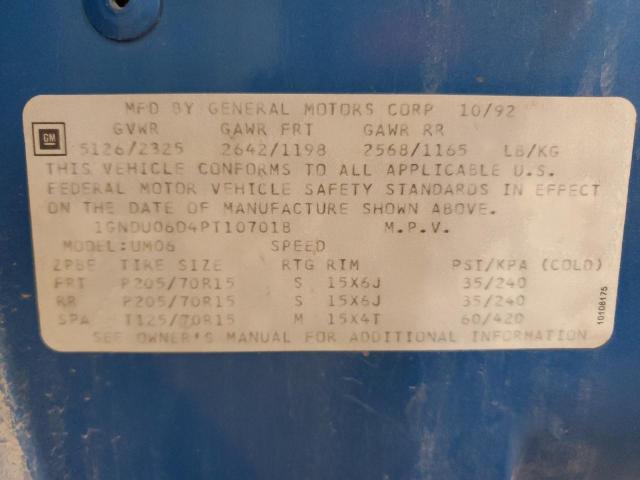 MFD BY GENERAL MOTORS CORP 10/92
GVWR GAWR FRT GAWR RR
GM 5126/2325 2642/1198 2568/1165 LB/KG
THIS VEHICLE CONFORMS TO ALL APPLICABLE U.S.
FEDERAL MOTOR VEHICLE SAFETY STANDARDS IN EFFECT
ON THE DATE OF MANUFACTURE SHOWN ABOVE.
1GNDU06D4PT107018 M.P.V.
MODEL:UM06 SPEED
2PBE TIRE SIZE RTG RIM PSI/KPA (COLD)
FRT P205/70R15 S 15X6J 35/240
RR P205/70R15 S 15X6J 35/240
SPA T125/70R15 M 15X4T 60/420
SEE OWNER'S MANUAL FOR ADDITIONAL INFORMATION
10108175